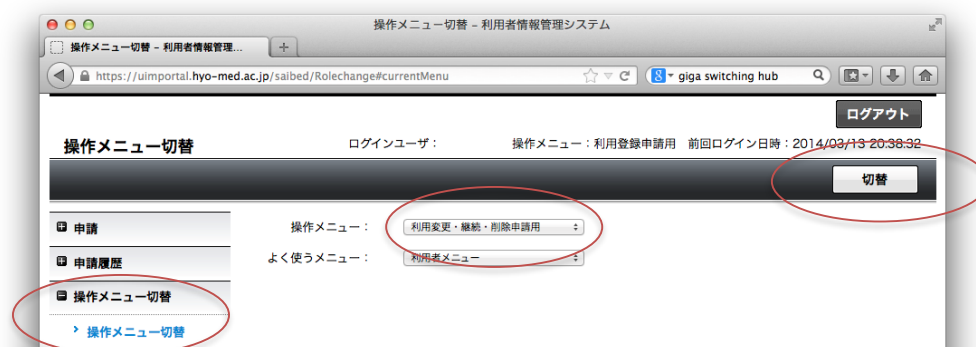 操作メニュー切替 – 利用者情報管理システム
操作メニュー切替 – 利用者情報管理...
https://uimportal.hyo-med.ac.jp/saibed/Rolechange#currentMenu
giga switching hub
ログアウト
操作メニュー切替 ログインユーザ： 操作メニュー：利用登録申請用 前回ログイン日時：2014/03/13 20:38:32
切替
申請
操作メニュー： 利用変更・継続・削除申請用
申請履歴
よく使うメニュー： 利用者メニュー
操作メニュー切替
操作メニュー切替